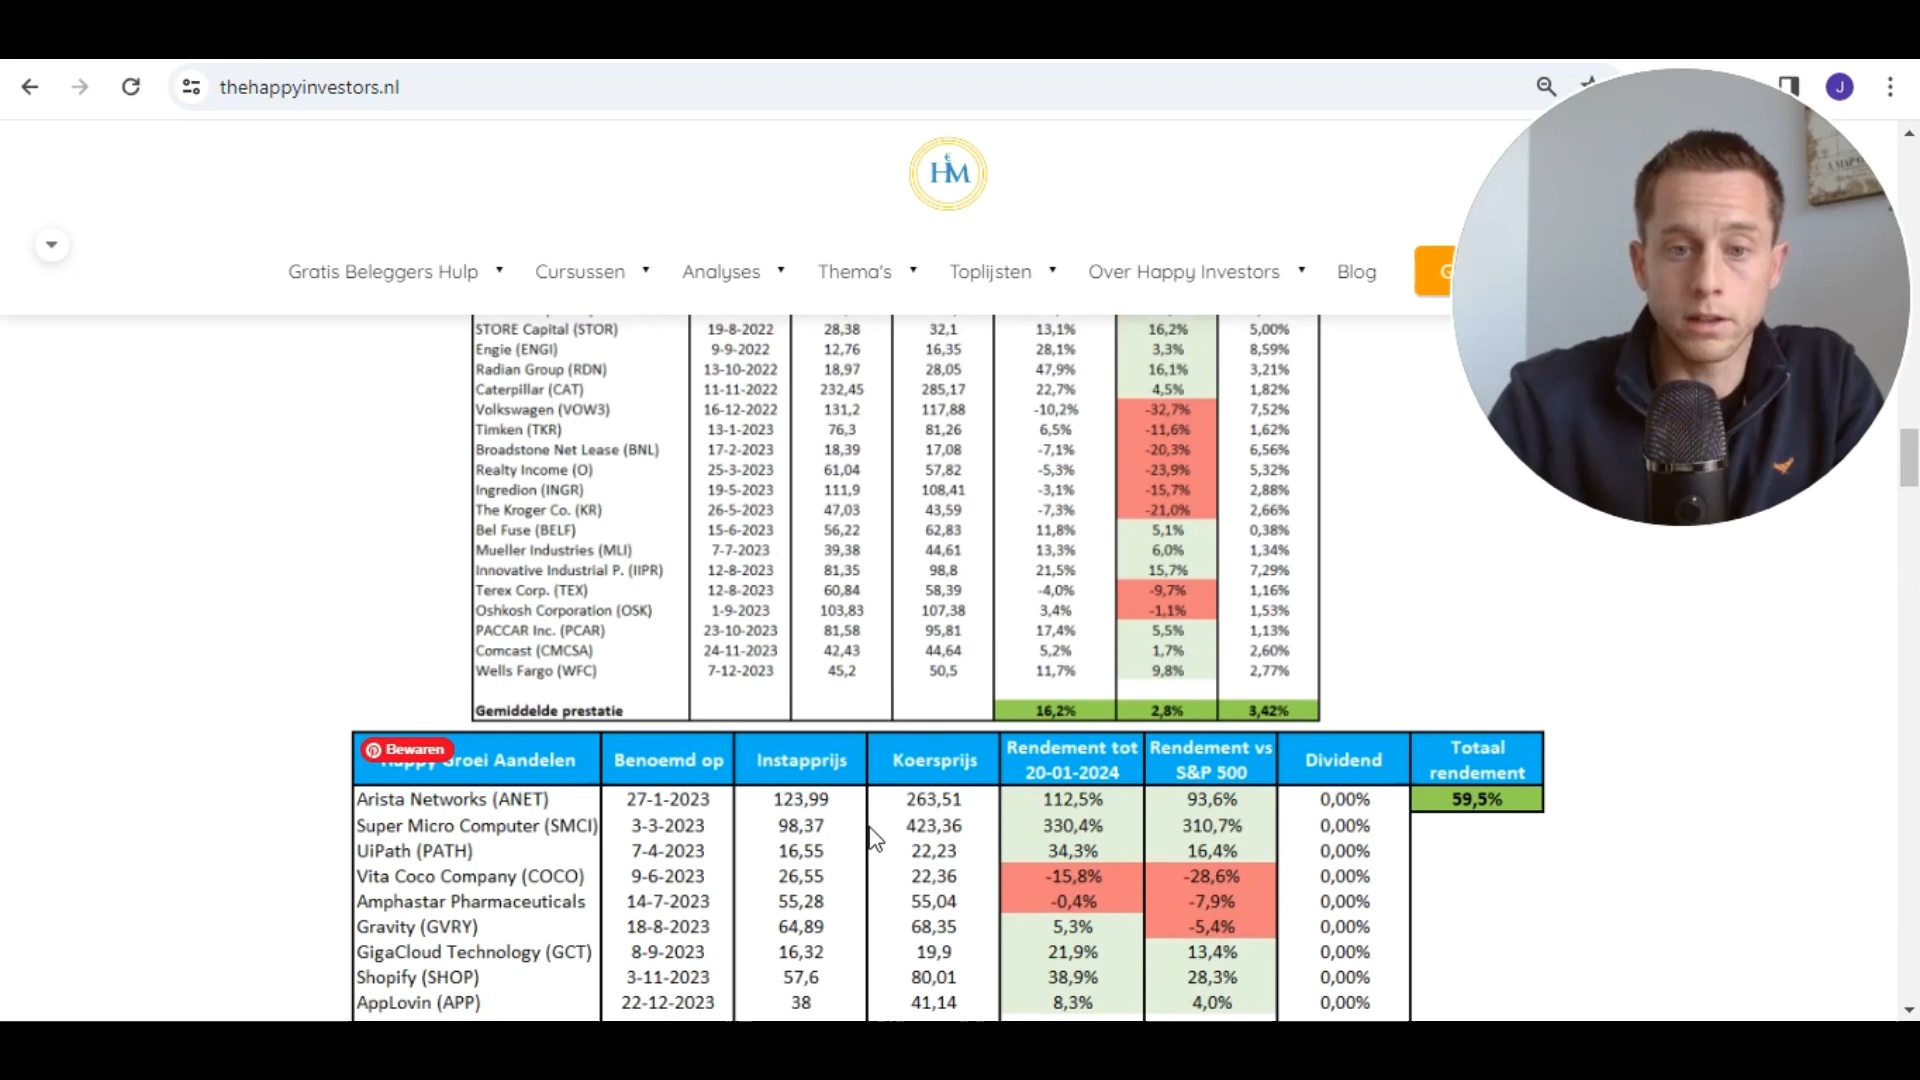 thehappyinvestors.nl
J
€
HM
Gratis Beleggers Hulp Cursussen Analyses Thema's Toplijsten Over Happy Investors Blog G
STORE Capital (STOR) 19-8-2022 28,38 32,1 13,1% 16,2% 5,00%
Engie (ENGI) 9-9-2022 12,76 16,35 28,1% 3,3% 8,59%
Radian Group (RDN) 13-10-2022 18,97 28,05 47,9% 16,1% 3,21%
Caterpillar (CAT) 11-11-2022 232,45 285,17 22,7% 4,5% 1,82%
Volkswagen (VOW3) 16-12-2022 131,2 117,88 -10,2% -32,7% 7,52%
Timken (TKR) 13-1-2023 76,3 81,26 6,5% -11,6% 1,62%
Broadstone Net Lease (BNL) 17-2-2023 18,39 17,08 -7,1% -20,3% 6,56%
Realty Income (O) 25-3-2023 61,04 57,82 -5,3% -23,9% 5,32%
Ingredion (INGR) 19-5-2023 111,9 108,41 -3,1% -15,7% 2,88%
The Kroger Co. (KR) 26-5-2023 47,03 43,59 -7,3% -21,0% 2,66%
Bel Fuse (BELF) 15-6-2023 56,22 62,83 11,8% 5,1% 0,38%
Mueller Industries (MLI) 7-7-2023 39,38 44,61 13,3% 6,0% 1,34%
Innovative Industrial P. (IIPR) 12-8-2023 81,35 98,8 21,5% 15,7% 7,29%
Terex Corp. (TEX) 12-8-2023 60,84 58,39 -4,0% -9,7% 1,16%
Oshkosh Corporation (OSK) 1-9-2023 103,83 107,38 3,4% -1,1% 1,53%
PACCAR Inc. (PCAR) 23-10-2023 81,58 95,81 17,4% 5,5% 1,13%
Comcast (CMCSA) 24-11-2023 42,43 44,64 5,2% 1,7% 2,60%
Wells Fargo (WFC) 7-12-2023 45,2 50,5 11,7% 9,8% 2,77%
Gemiddelde prestatie 16,2% 2,8% 3,42%
Bewaren
Groei Aandelen Benoemd op Instapprijs Koersprijs Rendement tot 20-01-2024 Rendement vs S&P 500 Dividend Totaal rendement
Arista Networks (ANET) 27-1-2023 123,99 263,51 112,5% 93,6% 0,00% 59,5%
Super Micro Computer (SMCI) 3-3-2023 98,37 423,36 330,4% 310,7% 0,00%
UiPath (PATH) 7-4-2023 16,55 22,23 34,3% 16,4% 0,00%
Vita Coco Company (COCO) 9-6-2023 26,55 22,36 -15,8% -28,6% 0,00%
Amphastar Pharmaceuticals 14-7-2023 55,28 55,04 -0,4% -7,9% 0,00%
Gravity (GVRY) 18-8-2023 64,89 68,35 5,3% -5,4% 0,00%
GigaCloud Technology (GCT) 8-9-2023 16,32 19,9 21,9% 13,4% 0,00%
Shopify (SHOP) 3-11-2023 57,6 80,01 38,9% 28,3% 0,00%
AppLovin (APP) 22-12-2023 38 41,14 8,3% 4,0% 0,00%